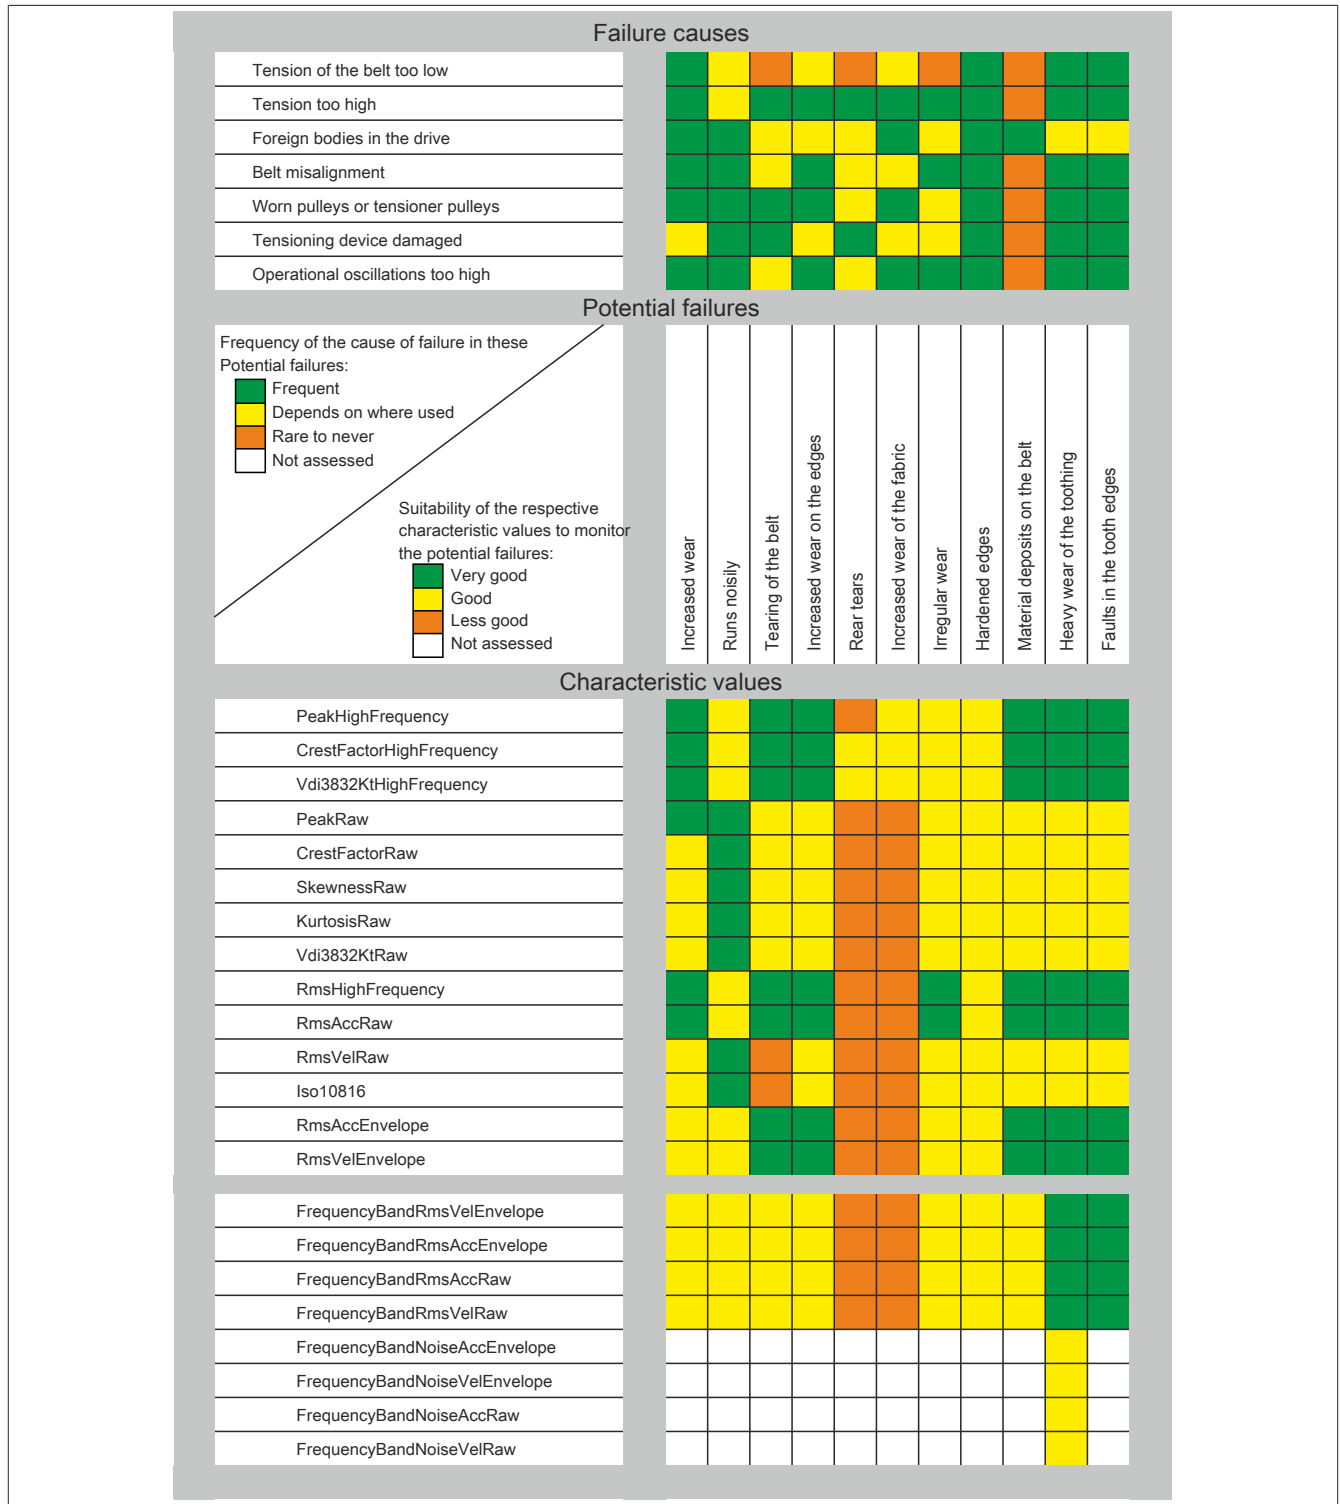 Failure causes
Tension of the belt too low
Tension too high
Foreign bodies in the drive
Belt misalignment
Worn pulleys or tensioner pulleys
Tensioning device damaged
Operational oscillations too high
Potential failures
Frequency of the cause of failure in these
Potential failures:
Frequent
Depends on where used
Rare to never
Not assessed
Suitability of the respective
characteristic values to monitor
the potential failures:
Very good
Good
Less good
Not assessed
Increased wear
Runs noisily
Tearing of the belt
Increased wear on the edges
Rear tears
Increased wear of the fabric
Irregular wear
Hardened edges
Material deposits on the belt
Heavy wear of the toothing
Faults in the tooth edges
Characteristic values
PeakHighFrequency
CrestFactorHighFrequency
Vdi3832KtHighFrequency
PeakRaw
CrestFactorRaw
SkewnessRaw
KurtosisRaw
Vdi3832KtRaw
RmsHighFrequency
RmsAccRaw
RmsVelRaw
Iso10816
RmsAccEnvelope
RmsVelEnvelope
FrequencyBandRmsVelEnvelope
FrequencyBandRmsAccEnvelope
FrequencyBandRmsAccRaw
FrequencyBandRmsVelRaw
FrequencyBandNoiseAccEnvelope
FrequencyBandNoiseVelEnvelope
FrequencyBandNoiseAccRaw
FrequencyBandNoiseVelRaw